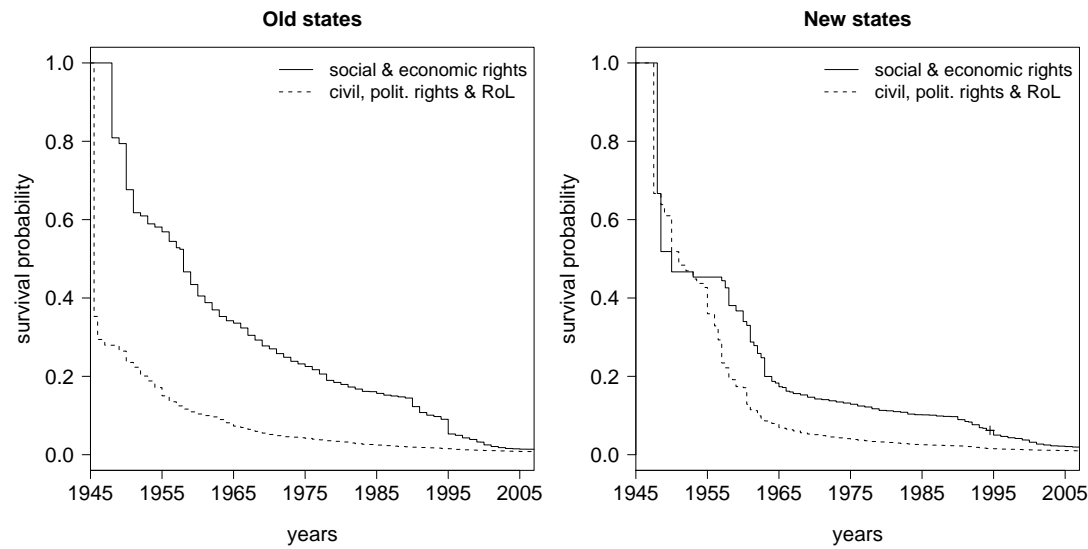 Old states
social & economic rights
civil, polit. rights & RoL
survival probability
1.0
0.8
0.6
0.4
0.2
0.0
1945 1955 1965 1975 1985 1995 2005
years
New states
social & economic rights
civil, polit. rights & RoL
survival probability
1.0
0.8
0.6
0.4
0.2
0.0
1945 1955 1965 1975 1985 1995 2005
years